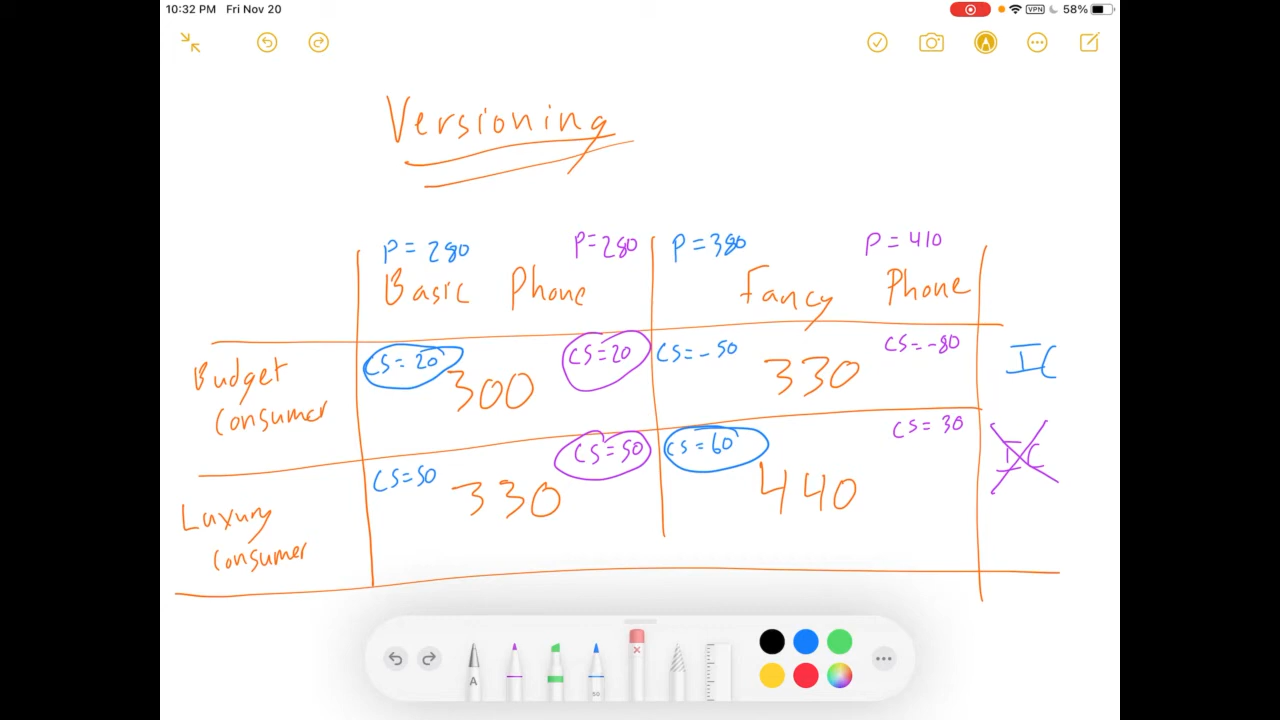 10:32 PM Fri Nov 20
VPN 58%
Versioning
P = 280 P=280 P = 380 P = 410
Basic Phone Fancy Phone
Budget Consumer
CS = 20 300 CS=20 CS = -50 330 CS = -80 IC
Luxury Consumer
CS=50 330 CS=50 CS = 60 440 CS = 30 IC
A
50